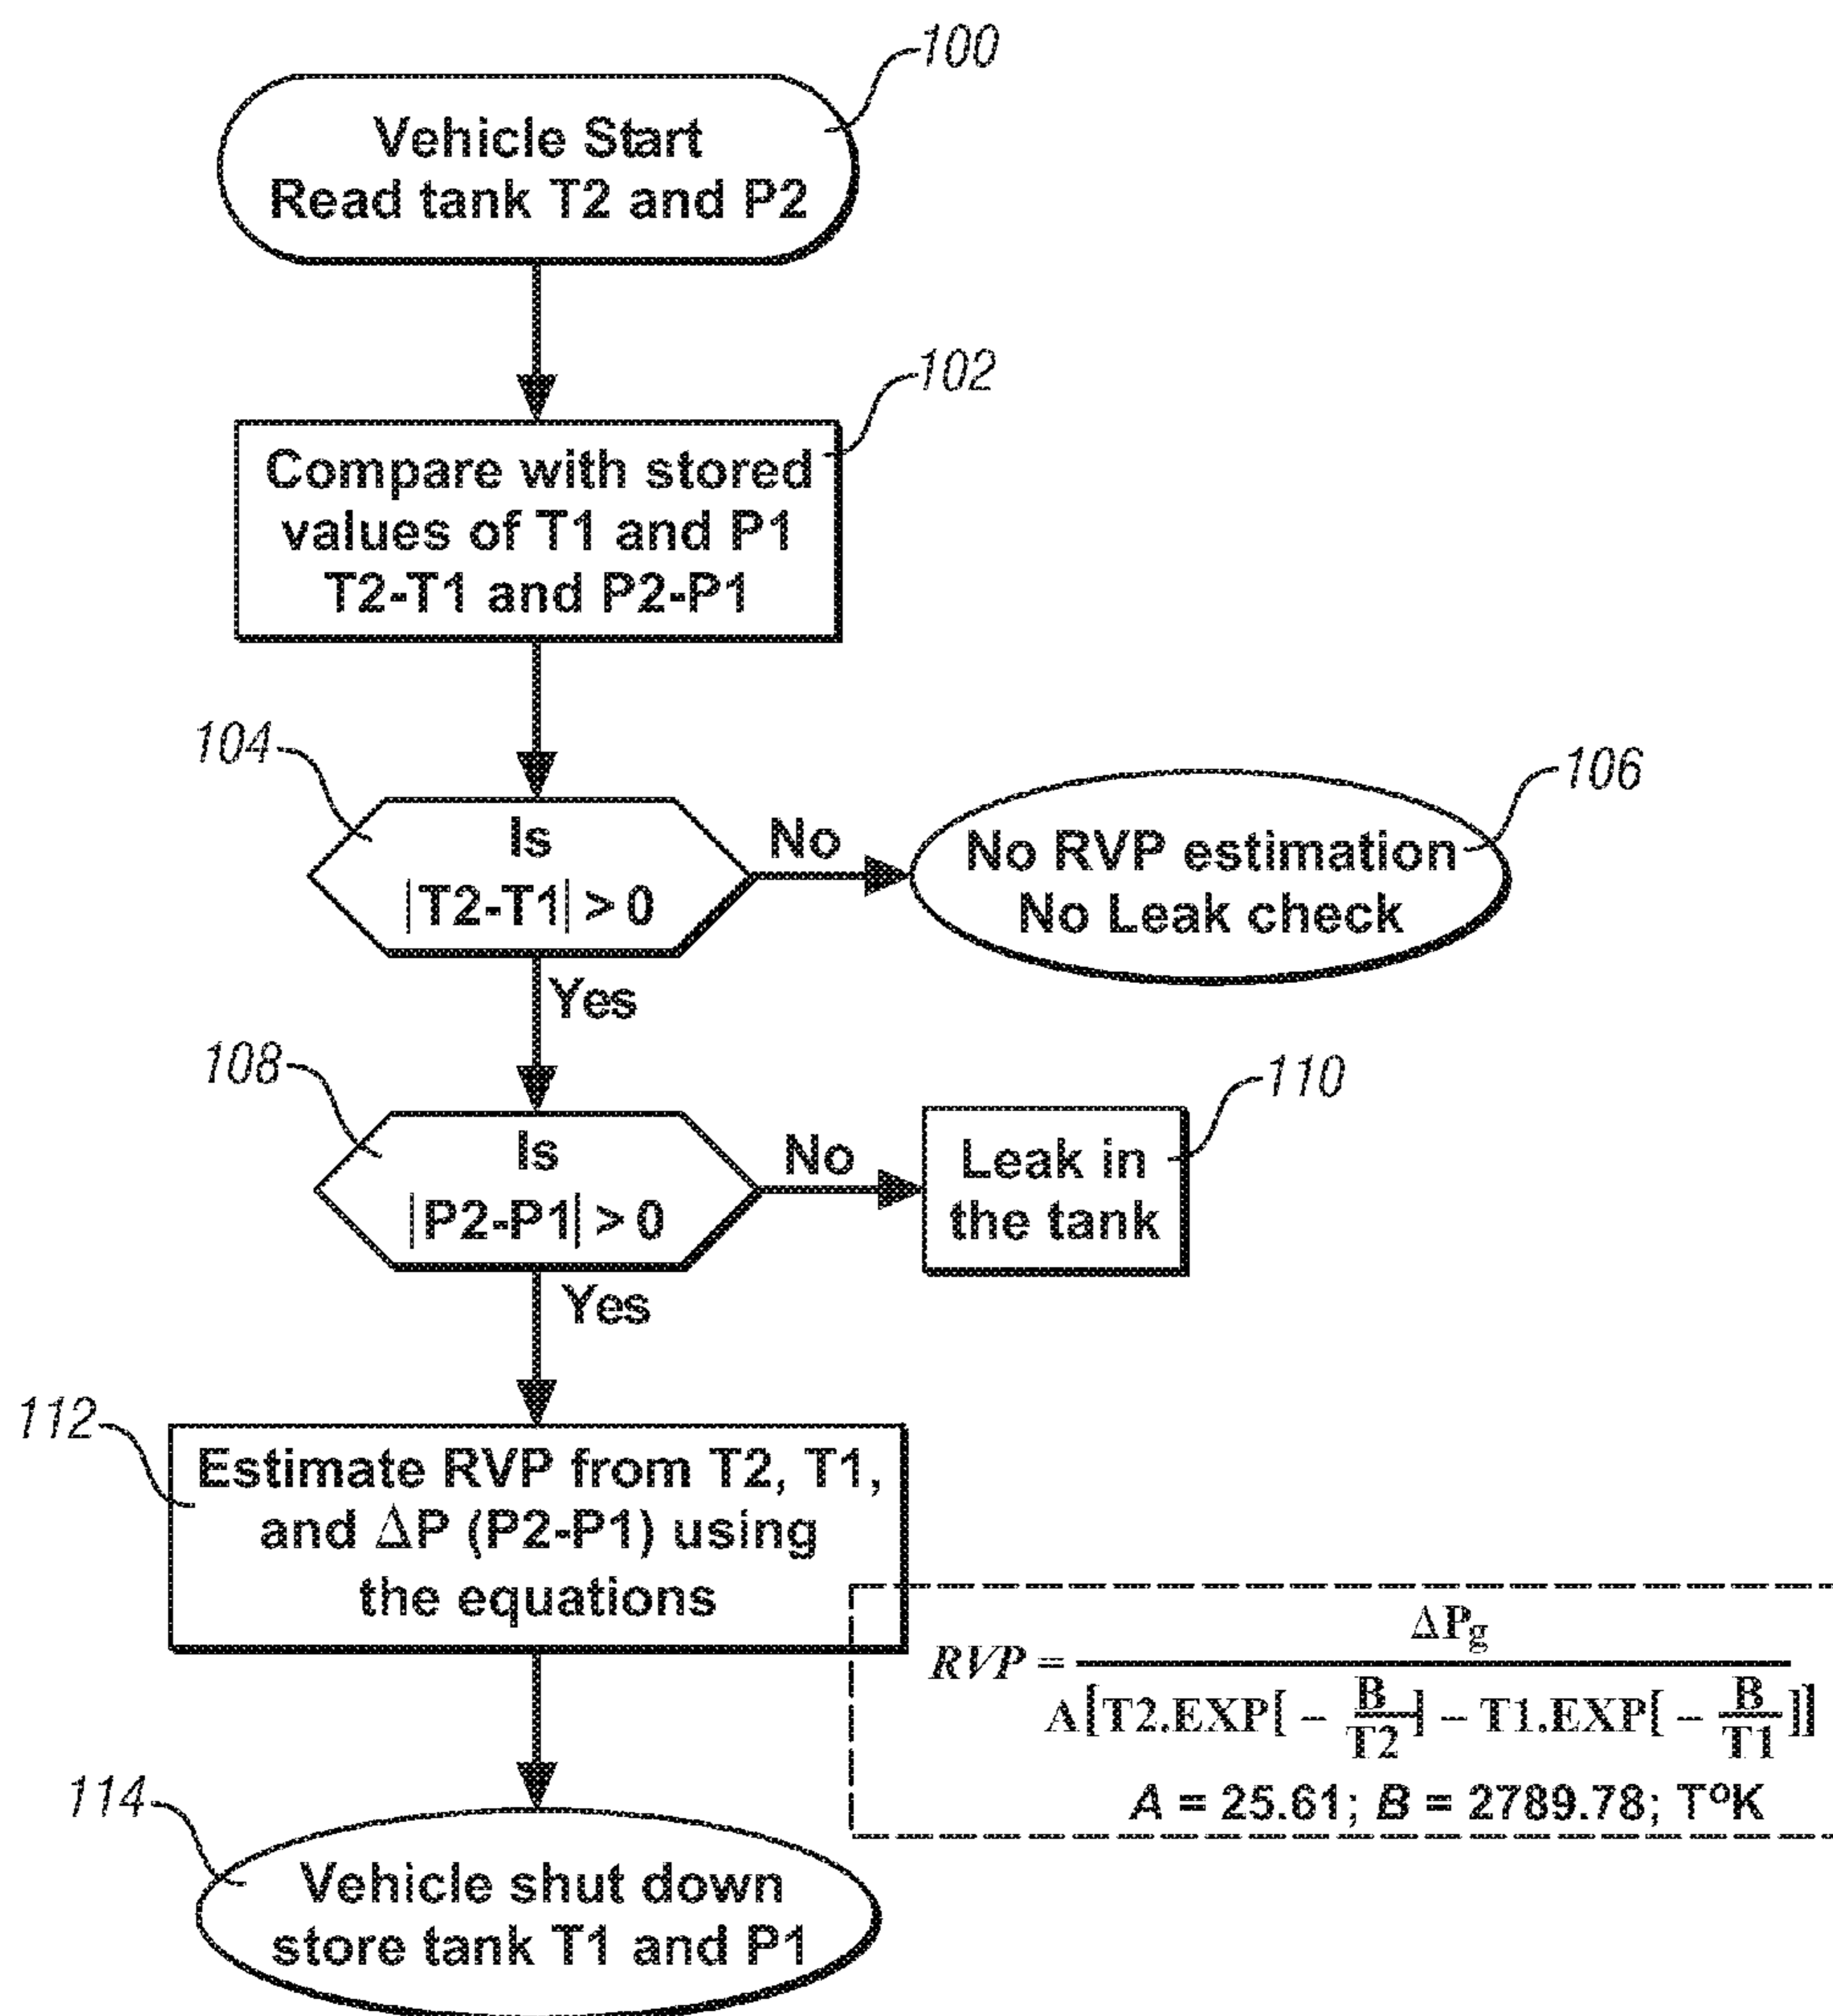 100
Vehicle Start
Read tank T2 and P2
102
Compare with stored
values of T1 and P1
T2-T1 and P2-P1
104
Is
|T2-T1| > 0
No
106
No RVP estimation
No Leak check
Yes
108
Is
|P2-P1| > 0
No
110
Leak in
the tank
Yes
112
Estimate RVP from T2, T1,
and ΔP (P2-P1) using
the equations
RVP = ΔPg / A[T2.EXP[ - B/T2] - T1.EXP[ - B/T1]]
A = 25.61; B = 2789.78; T°K
114
Vehicle shut down
store tank T1 and P1